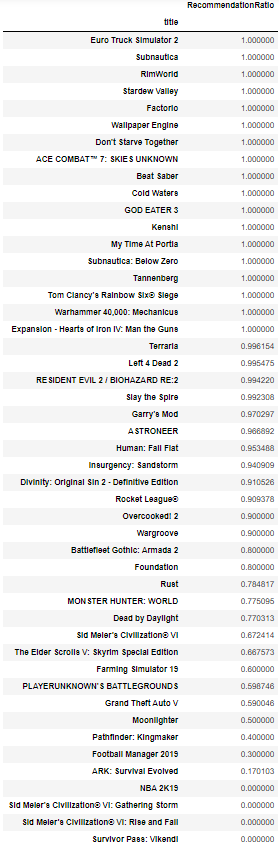 RecommendationRatio
title
Euro Truck Simulator 2 1.000000
Subnautica 1.000000
RimWorld 1.000000
Stardew Valley 1.000000
Factorio 1.000000
Wallpaper Engine 1.000000
Don't Starve Together 1.000000
ACE COMBAT™ 7: SKIES UNKNOWN 1.000000
Beat Saber 1.000000
Cold Waters 1.000000
GOD EATER 3 1.000000
Kenshi 1.000000
My Time At Portia 1.000000
Subnautica: Below Zero 1.000000
Tannenberg 1.000000
Tom Clancy's Rainbow Six® Siege 1.000000
Warhammer 40,000: Mechanicus 1.000000
Expansion - Hearts of Iron IV: Man the Guns 1.000000
Terraria 0.996154
Left 4 Dead 2 0.995475
RESIDENT EVIL 2 / BIOHAZARD RE:2 0.994220
Slay the Spire 0.992308
Garry's Mod 0.970297
ASTRONEER 0.966892
Human: Fall Flat 0.953488
Insurgency: Sandstorm 0.940909
Divinity: Original Sin 2 - Definitive Edition 0.910526
Rocket League® 0.909378
Overcooked! 2 0.900000
Wargroove 0.900000
Battlefleet Gothic: Armada 2 0.800000
Foundation 0.800000
Rust 0.784817
MONSTER HUNTER: WORLD 0.775095
Dead by Daylight 0.770313
Sid Meier's Civilization® VI 0.672414
The Elder Scrolls V: Skyrim Special Edition 0.667573
Farming Simulator 19 0.600000
PLAYERUNKNOWN'S BATTLEGROUNDS 0.598746
Grand Theft Auto V 0.590046
Moonlighter 0.500000
Pathfinder: Kingmaker 0.400000
Football Manager 2019 0.300000
ARK: Survival Evolved 0.170103
NBA 2K19 0.000000
Sid Meier's Civilization® VI: Gathering Storm 0.000000
Sid Meier's Civilization® VI: Rise and Fall 0.000000
Survivor Pass: Vikendi 0.000000